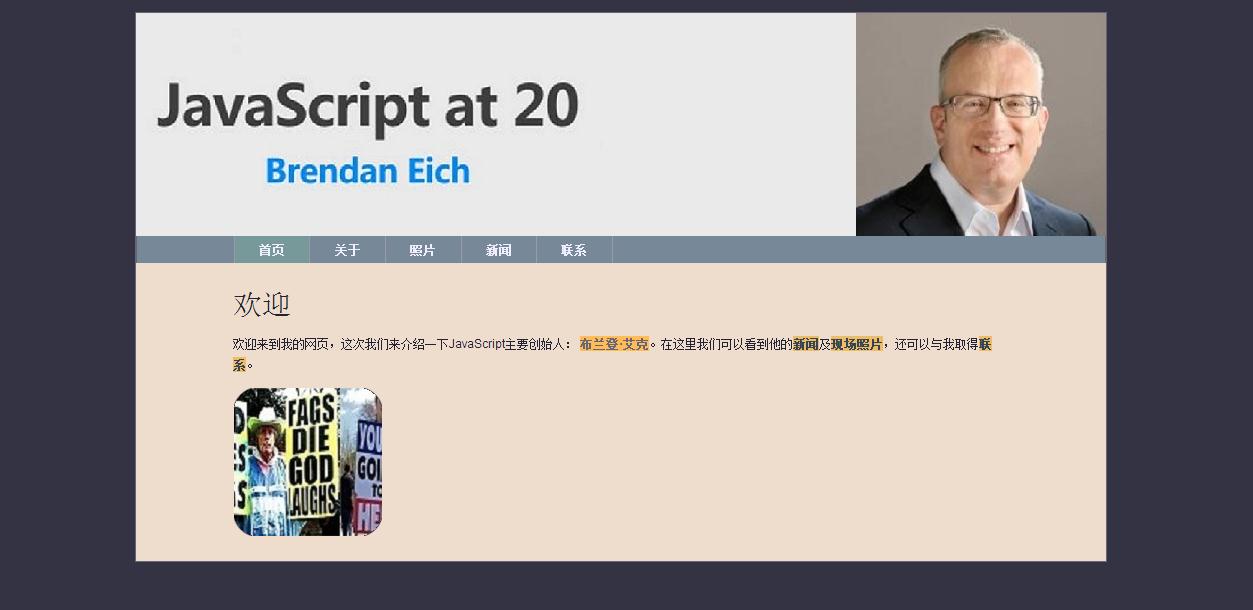 JavaScript at 20
Brendan Eich
首页 关于 照片 新闻 联系
欢迎
欢迎来到我的网页，这次我们来介绍一下JavaScript主要创始人： 布兰登·艾克。在这里我们可以看到他的新闻及现场照片，还可以与我取得联
系。
FAGS
DIE
GOD
LAUGHS
YOU
GOI
TO
HE